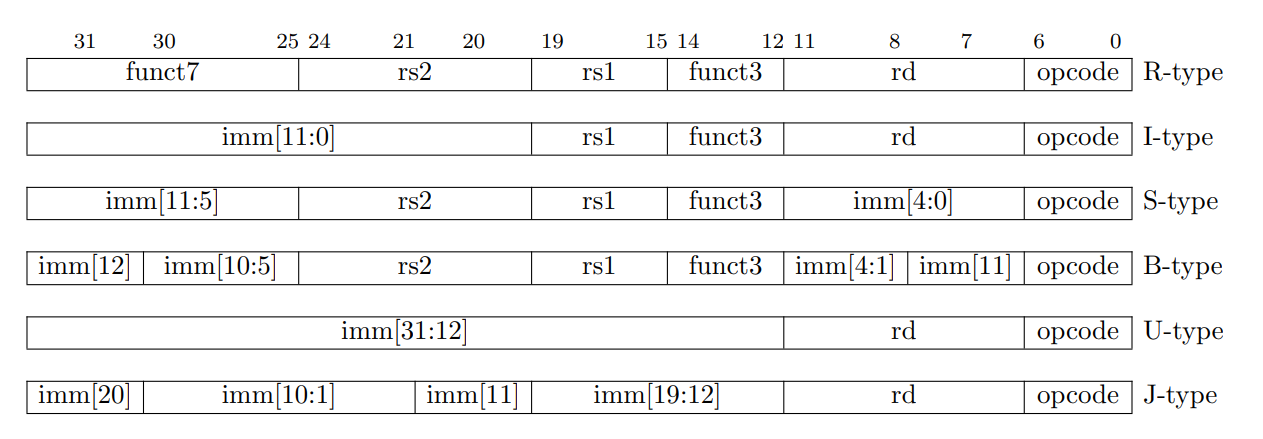 31 30 25 24 21 20 19 15 14 12 11 8 7 6 0
funct7 rs2 rs1 funct3 rd opcode R-type
imm[11:0] rs1 funct3 rd opcode I-type
imm[11:5] rs2 rs1 funct3 imm[4:0] opcode S-type
imm[12] imm[10:5] rs2 rs1 funct3 imm[4:1] imm[11] opcode B-type
imm[31:12] rd opcode U-type
imm[20] imm[10:1] imm[11] imm[19:12] rd opcode J-type